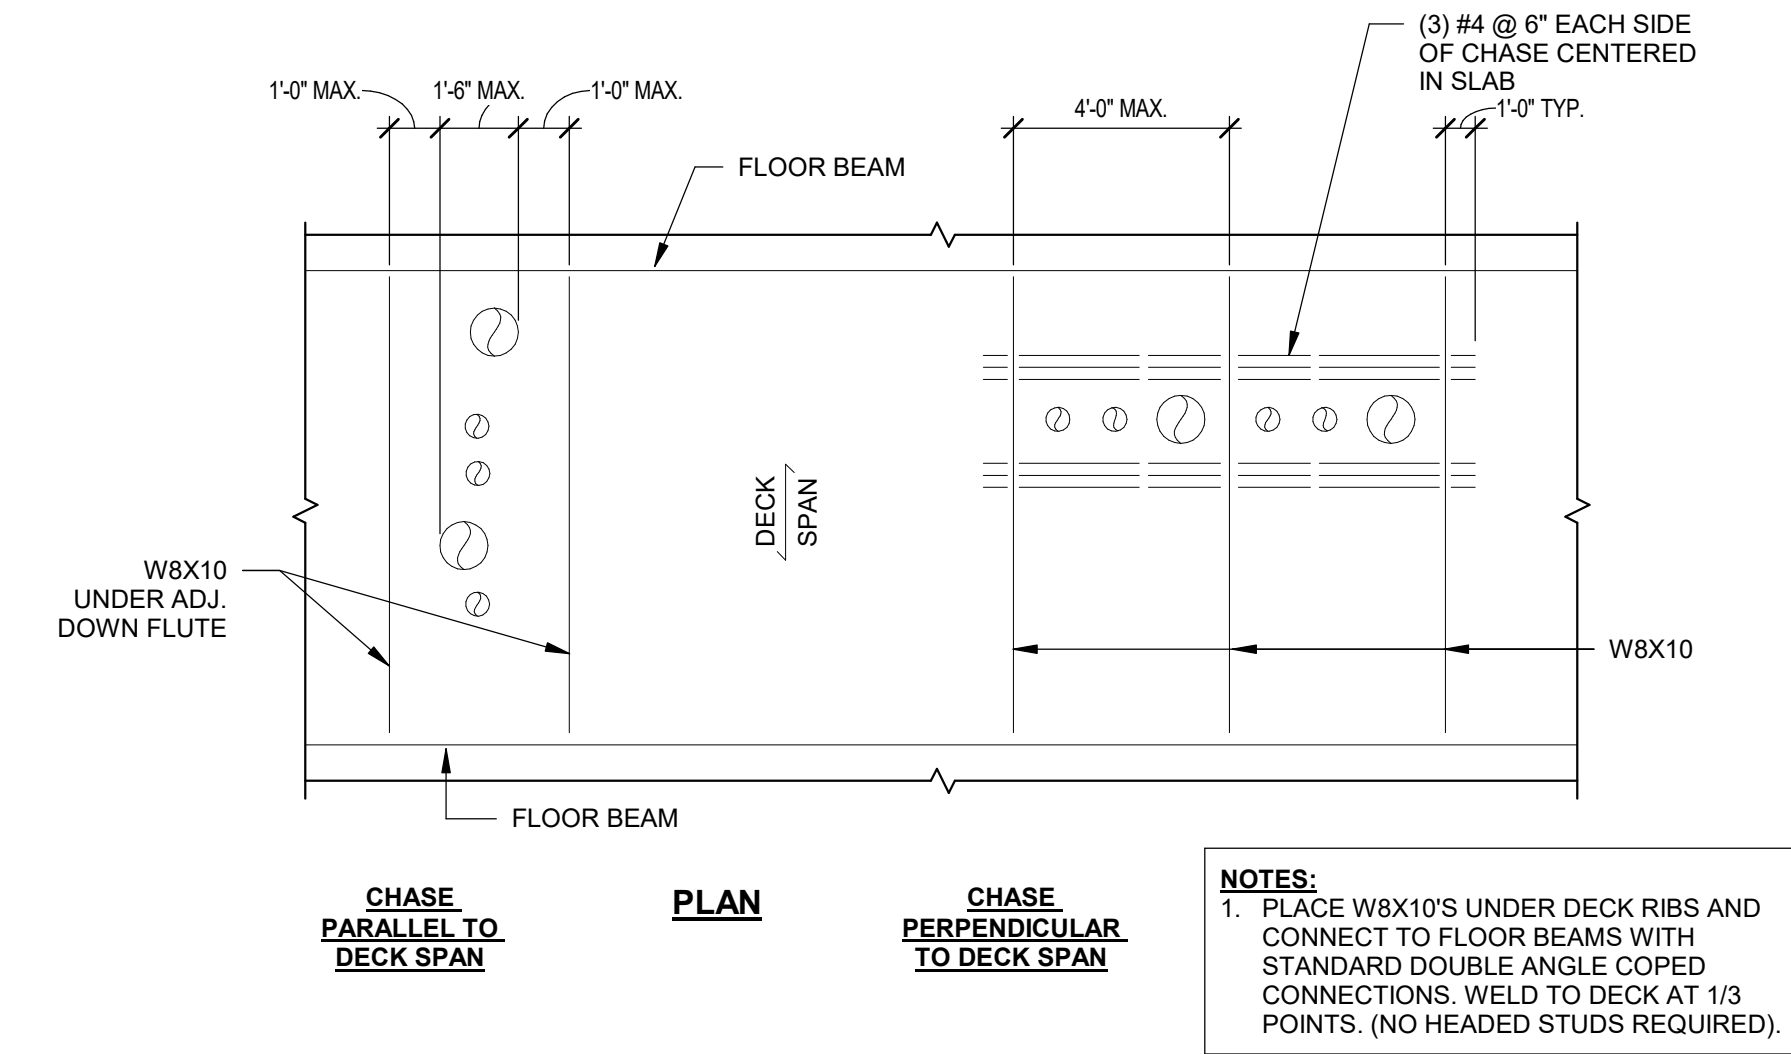 (3) #4 @ 6" EACH SIDE
OF CHASE CENTERED
IN SLAB
1'-0" MAX.
1'-6" MAX.
1'-0" MAX.
4'-0" MAX.
1'-0" TYP.
FLOOR BEAM
DECK
SPAN
W8X10
UNDER ADJ.
DOWN FLUTE
W8X10
FLOOR BEAM
CHASE
PARALLEL TO
DECK SPAN
PLAN
CHASE
PERPENDICULAR
TO DECK SPAN
NOTES:
1. PLACE W8X10'S UNDER DECK RIBS AND
CONNECT TO FLOOR BEAMS WITH
STANDARD DOUBLE ANGLE COPED
CONNECTIONS. WELD TO DECK AT 1/3
POINTS. (NO HEADED STUDS REQUIRED).